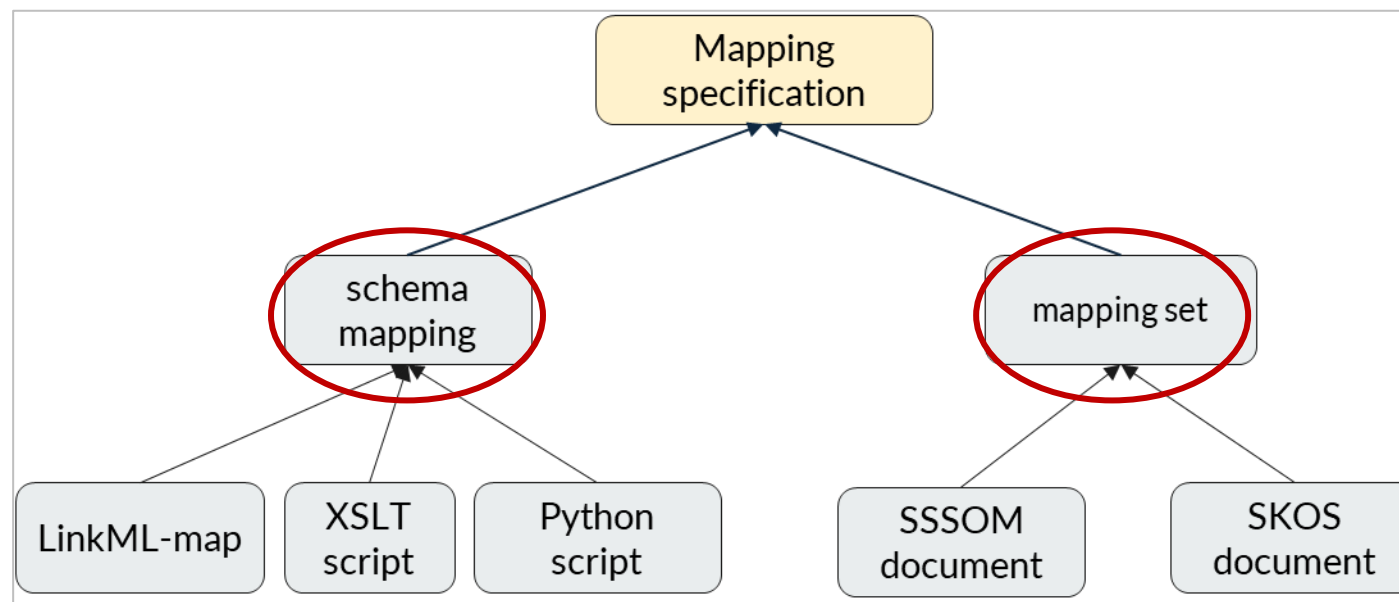 Mapping
specification
schema
mapping
mapping set
LinkML-map
XSLT
script
Python
script
SSSOM
document
SKOS
document